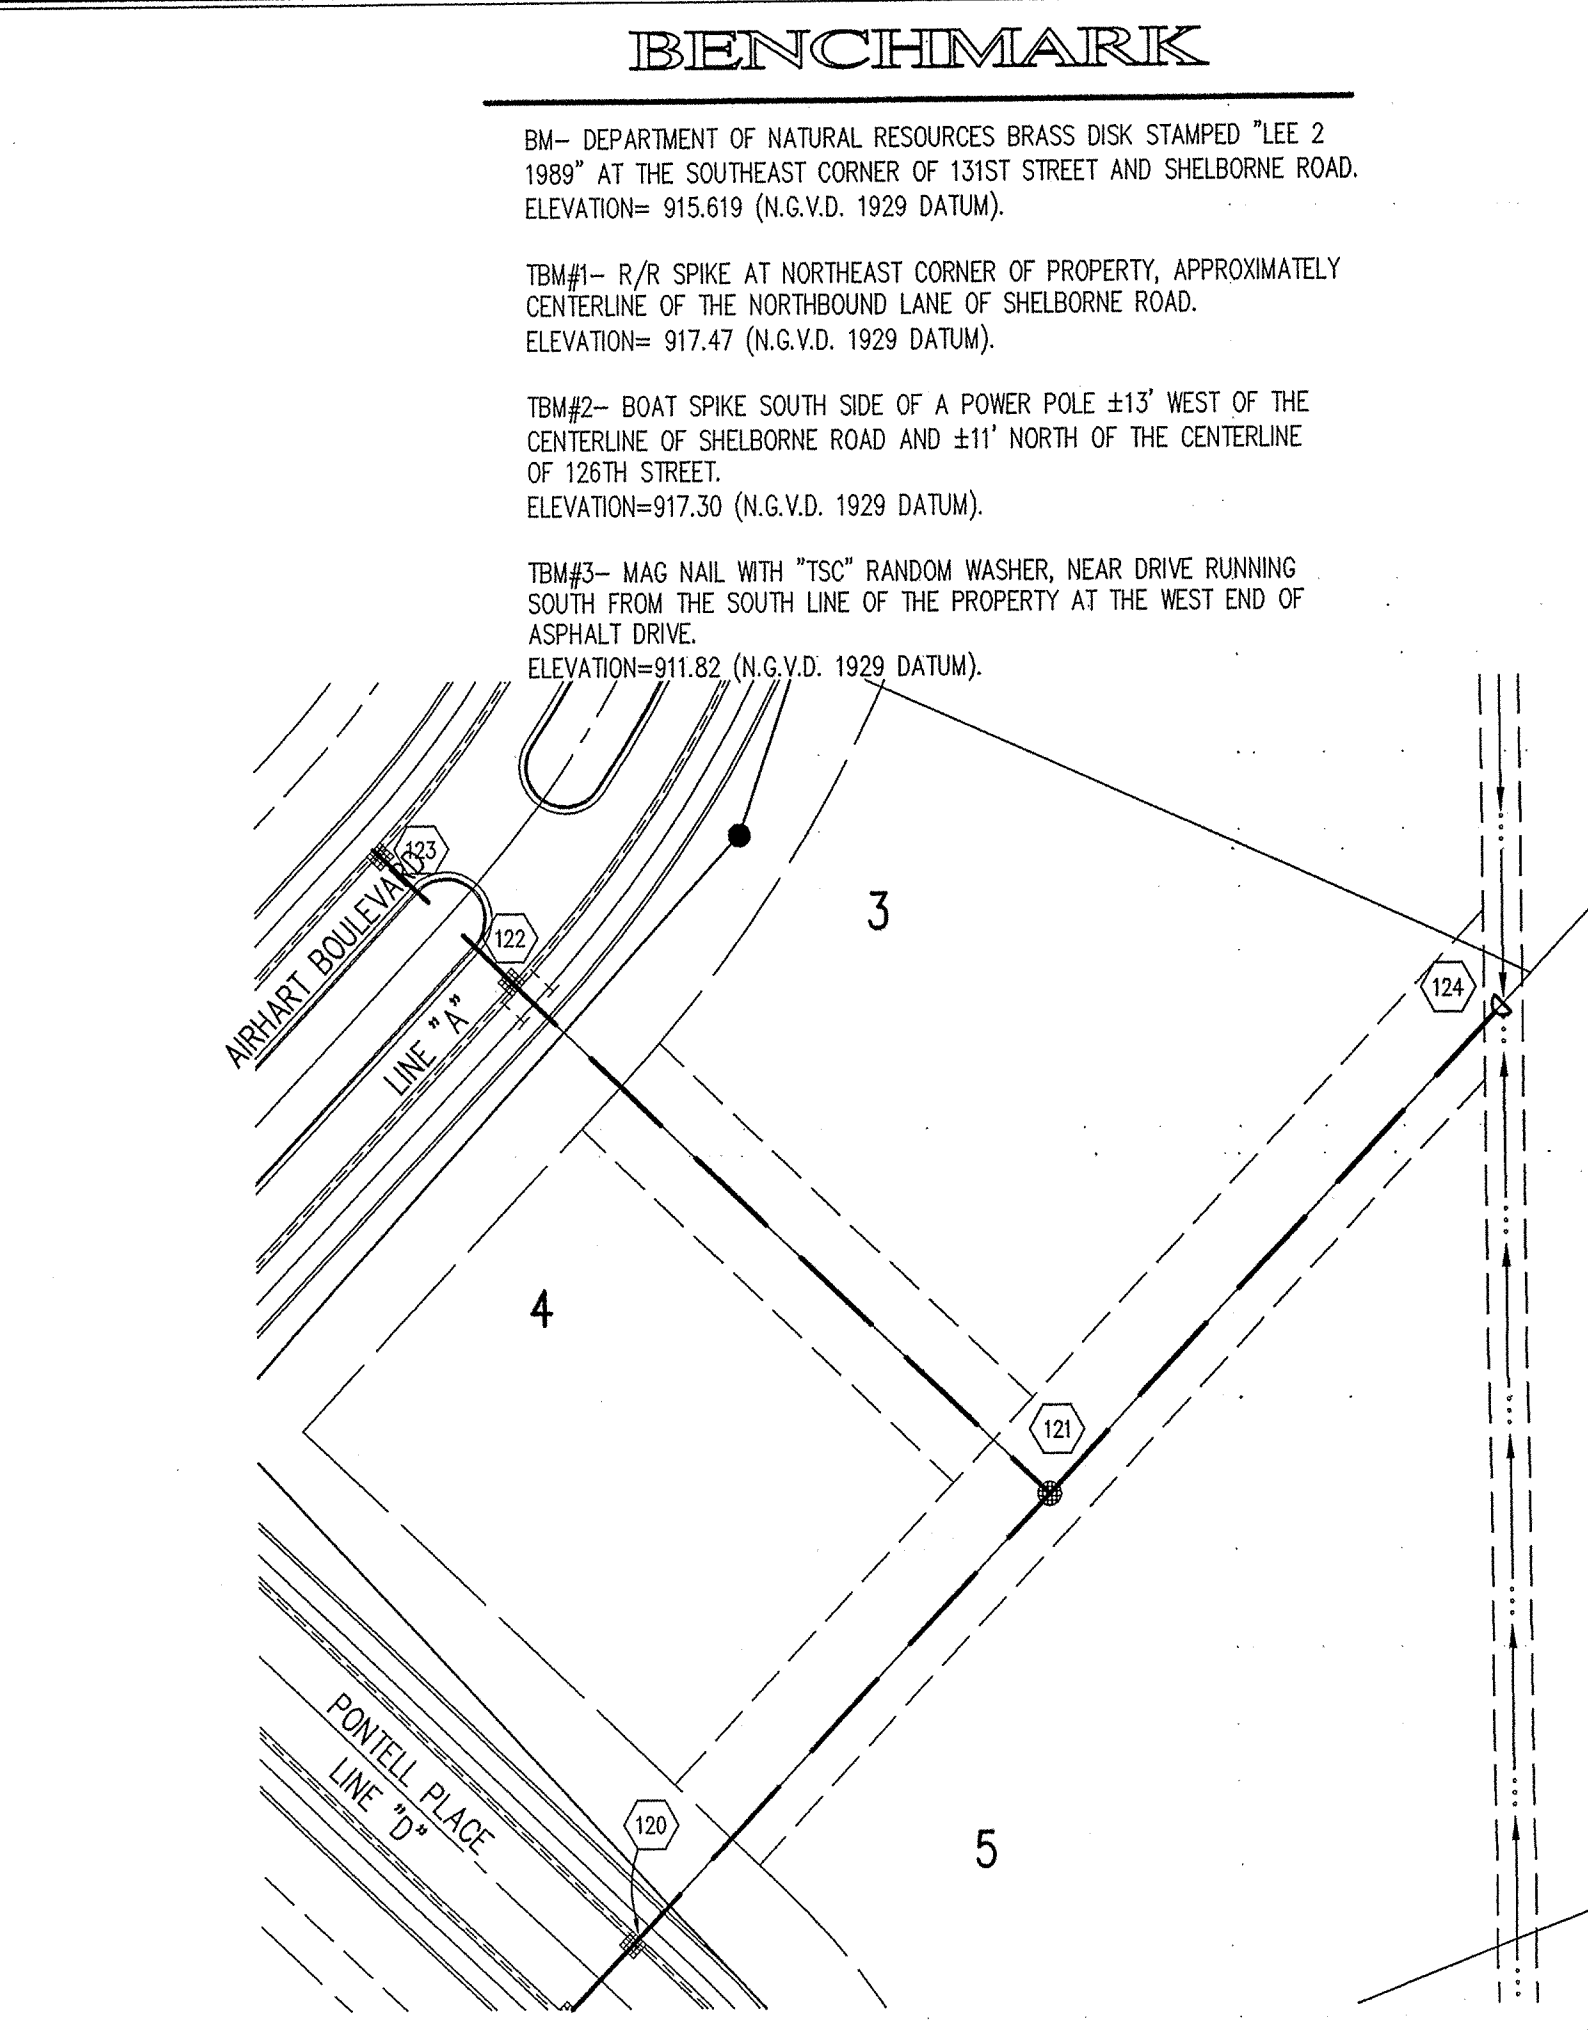 BENCHMARK
BM- DEPARTMENT OF NATURAL RESOURCES BRASS DISK STAMPED "LEE 2
1989" AT THE SOUTHEAST CORNER OF 131ST STREET AND SHELBORNE ROAD.
ELEVATION= 915.619 (N.G.V.D. 1929 DATUM).
TBM#1- R/R SPIKE AT NORTHEAST CORNER OF PROPERTY, APPROXIMATELY
CENTERLINE OF THE NORTHBOUND LANE OF SHELBORNE ROAD.
ELEVATION= 917.47 (N.G.V.D. 1929 DATUM).
TBM#2- BOAT SPIKE SOUTH SIDE OF A POWER POLE ±13' WEST OF THE
CENTERLINE OF SHELBORNE ROAD AND ±11' NORTH OF THE CENTERLINE
OF 126TH STREET.
ELEVATION=917.30 (N.G.V.D. 1929 DATUM).
TBM#3- MAG NAIL WITH "TSC" RANDOM WASHER, NEAR DRIVE RUNNING
SOUTH FROM THE SOUTH LINE OF THE PROPERTY AT THE WEST END OF
ASPHALT DRIVE.
ELEVATION=911.82 (N.G.V.D. 1929 DATUM).
123
AIRHART BOULEVARD
122
LINE "A"
3
124
4
121
PONTELL PLACE
LINE "D"
120
5